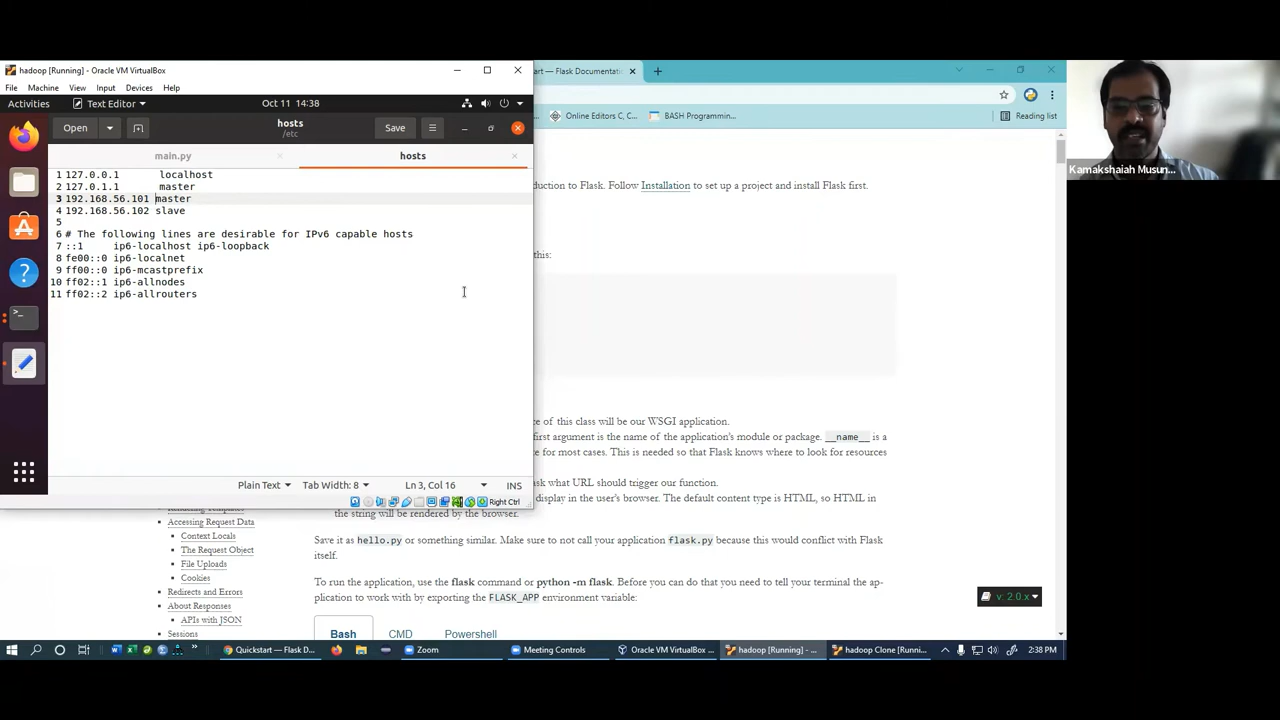 hadoop [Running] - Oracle VM VirtualBox
File Machine View Input Devices Help
Activities Text Editor Oct 11 14:38
Open hosts Save
/etc
main.py hosts
1 127.0.0.1 localhost
2 127.0.1.1 master
3 192.168.56.101 master
4 192.168.56.102 slave
5
6 # The following lines are desirable for IPv6 capable hosts
7 ::1 ip6-localhost ip6-loopback
8 fe00::0 ip6-localnet
9 ff00::0 ip6-mcastprefix
10 ff02::1 ip6-allnodes
11 ff02::2 ip6-allrouters
Plain Text Tab Width: 8 Ln 3, Col 16 INS
Right Ctrl
art — Flask Documentati
Online Editors C, C... BASH Programmin... Reading list
duction to Flask. Follow Installation to set up a project and install Flask first.
this:
ce of this class will be our WSGI application.
first argument is the name of the application's module or package. __name__ is a
te for most cases. This is needed so that Flask knows where to look for resources
ask what URL should trigger our function.
display in the user's browser. The default content type is HTML, so HTML in
the string will be rendered by the browser.
Save it as hello.py or something similar. Make sure to not call your application flask.py because this would conflict with Flask
itself.
To run the application, use the flask command or python -m flask. Before you can do that you need to tell your terminal the ap-
plication to work with by exporting the FLASK_APP environment variable:
Bash CMD Powershell
Rendering Templates
Accessing Request Data
Context Locals
The Request Object
File Uploads
Cookies
Redirects and Errors
About Responses
APIs with JSON
Sessions
v: 2.0.x
Kamakshaiah Musun...
Quickstart — Flask D... Zoom Meeting Controls Oracle VM VirtualBox ... hadoop [Running] - ... hadoop Clone [Runni... 2:38 PM